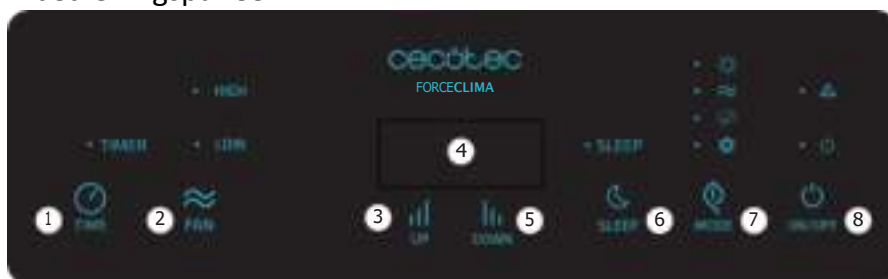 cecotec
FORCECLIMA
HIGH
TIMER LOW 4 SLEEP
1 2 3 5 6 7 8
TIME FAN UP DOWN SLEEP MODE ON/OFF